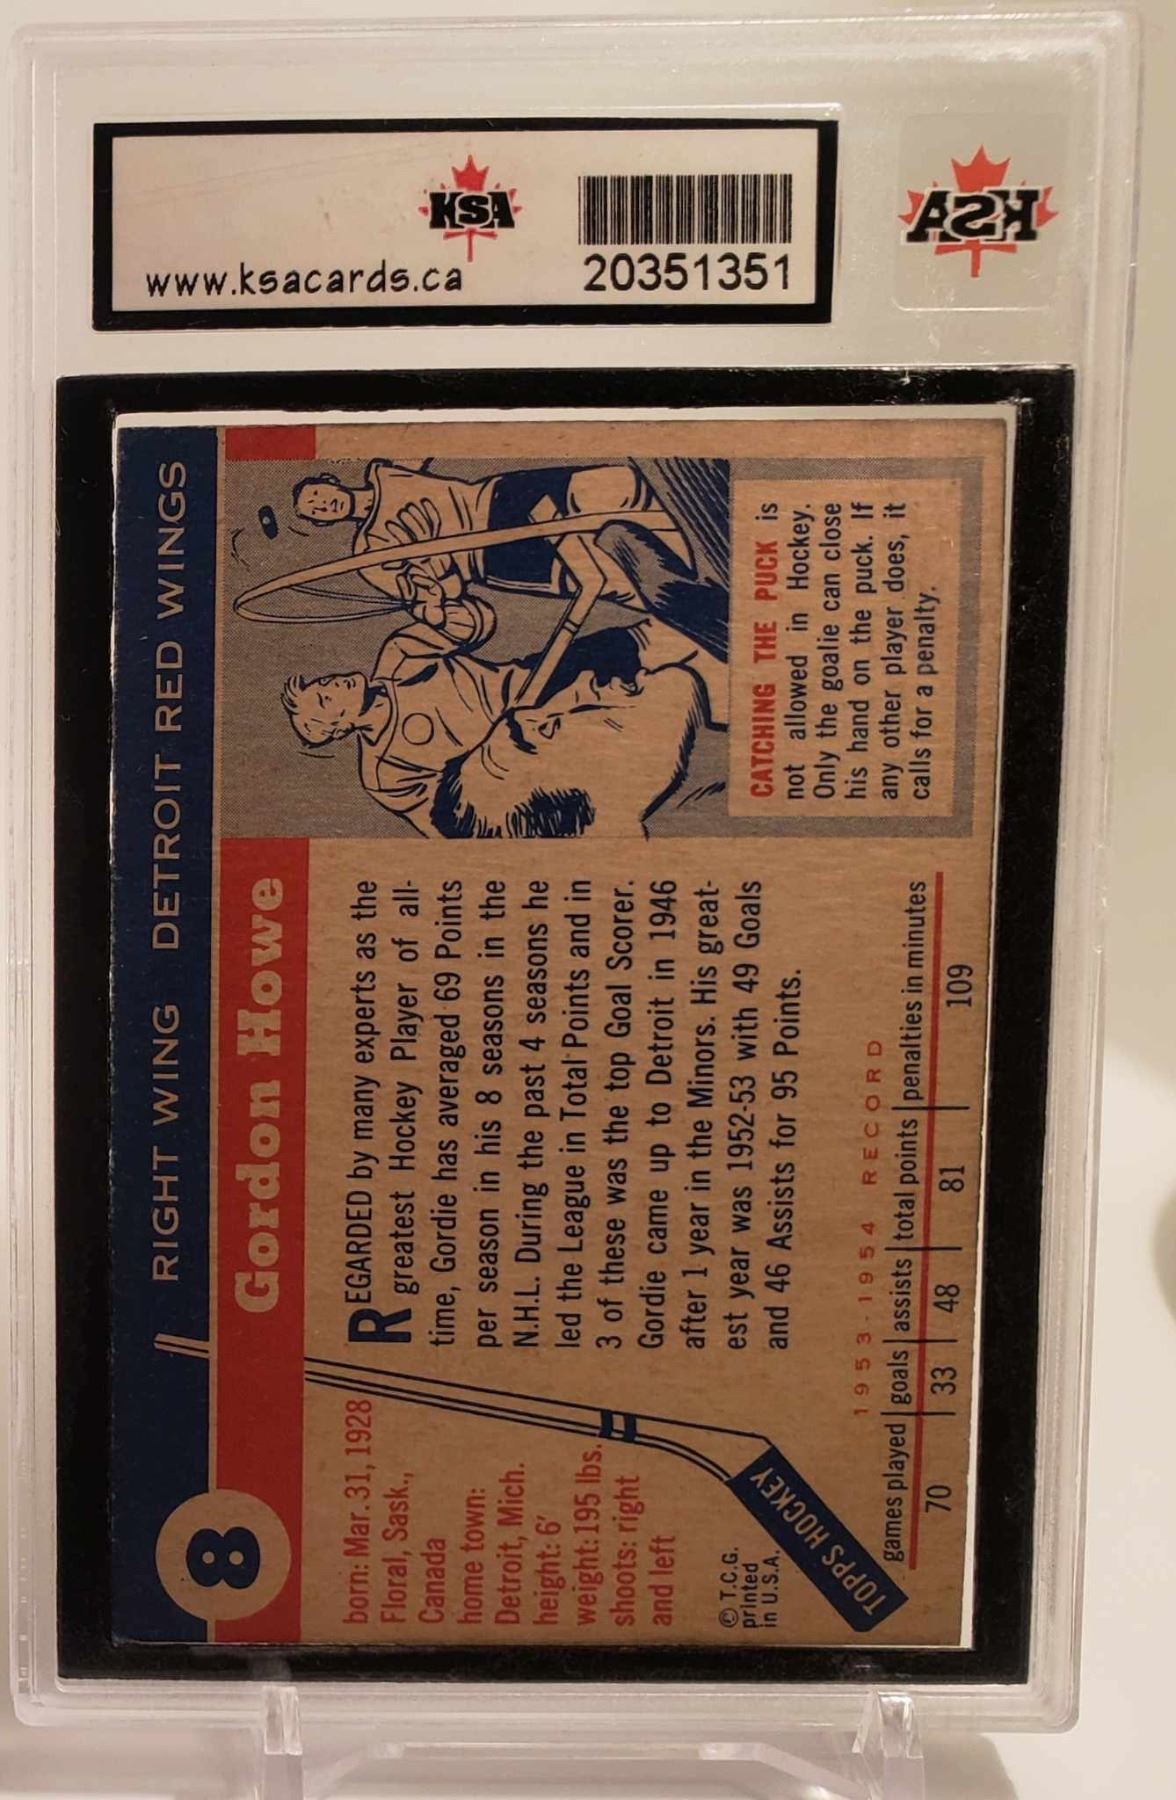 KSA
www.ksacards.ca
20351351
KSA
8
RIGHT WING DETROIT RED WINGS
Gordon Howe
born: Mar. 31, 1928
Floral, Sask.,
Canada
home town:
Detroit, Mich.
height: 6'
weight: 195 lbs.
shoots: right
and left
© T.C.G.
printed
in U.S.A.
TOPPS HOCKEY
REGARDED by many experts as the
greatest Hockey Player of all-
time, Gordie has averaged 69 Points
per season in his 8 seasons in the
N.H.L. During the past 4 seasons he
led the League in Total Points and in
3 of these was the top Goal Scorer.
Gordie came up to Detroit in 1946
after 1 year in the Minors. His great-
est year was 1952-53 with 49 Goals
and 46 Assists for 95 Points.
CATCHING THE PUCK is
not allowed in Hockey.
Only the goalie can close
his hand on the puck. If
any other player does, it
calls for a penalty.
1953-1954 RECORD
games played goals assists total points penalties in minutes
70 33 48 81 109